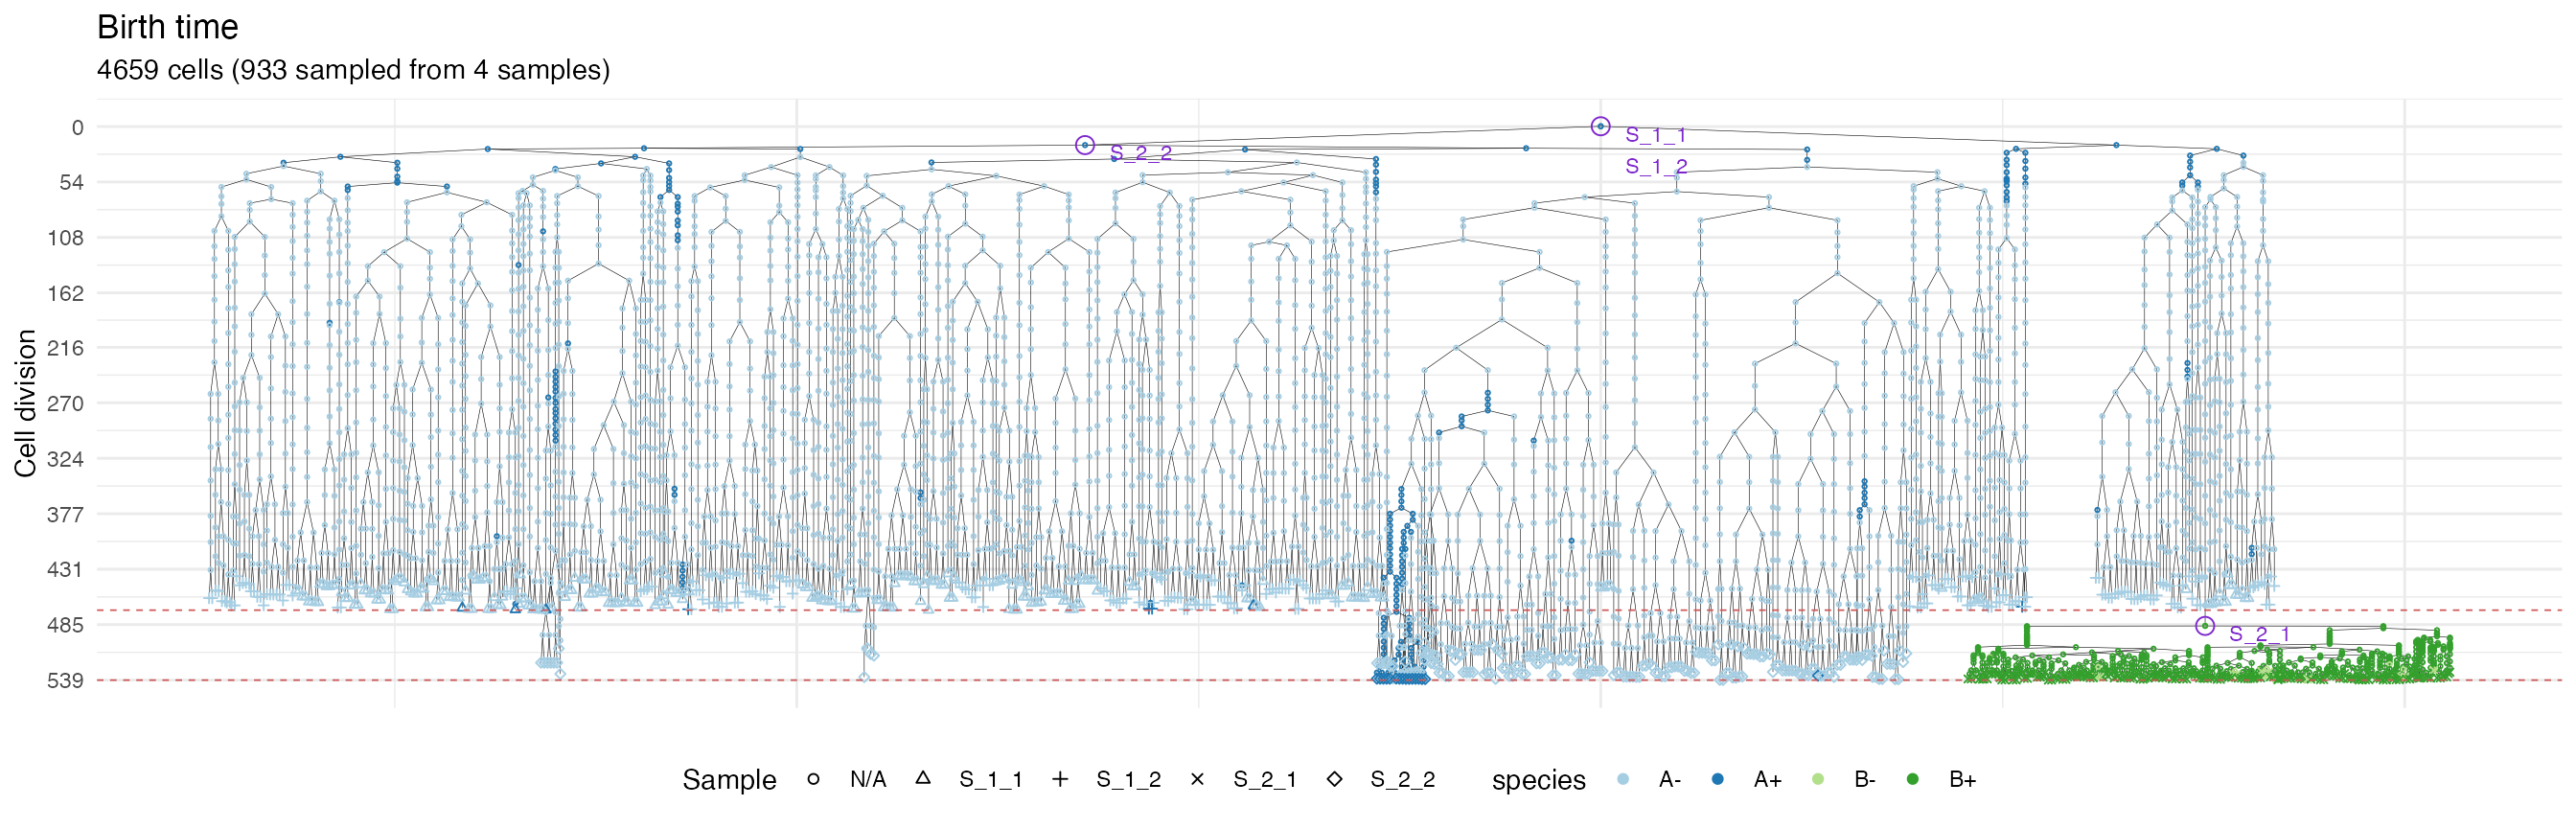 Birth time
4659 cells (933 sampled from 4 samples)
Cell division
0
54
108
162
216
270
324
377
431
485
539
S_1_1
S_2_2
S_1_2
S_2_1
Sample N/A S_1_1 S_1_2 S_2_1 S_2_2 species A- A+ B- B+